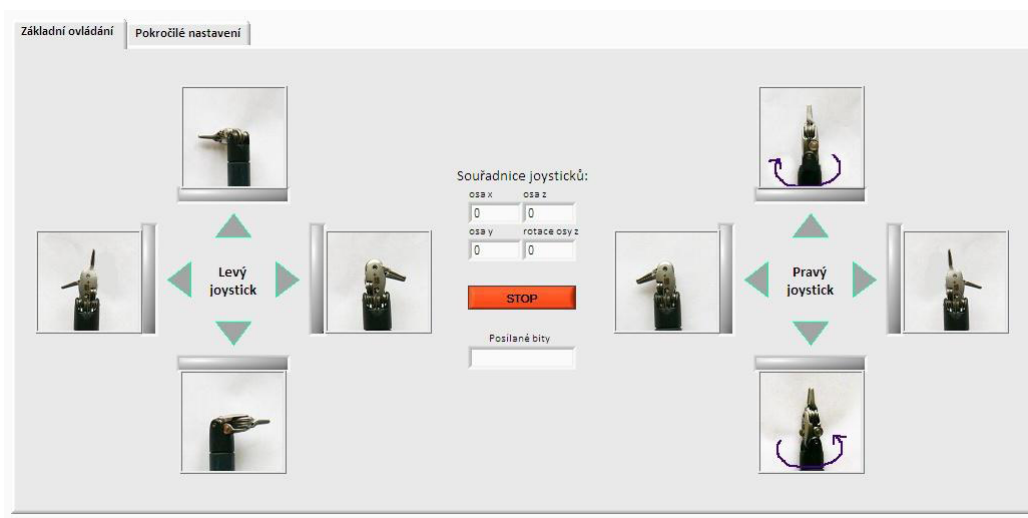 Základní ovládání
Pokročilé nastavení
Souřadnice joysticků:
osa x
osa z
0
0
osa y
rotace osy z
0
0
Levý
joystick
STOP
Posílané bity
Pravý
joystick